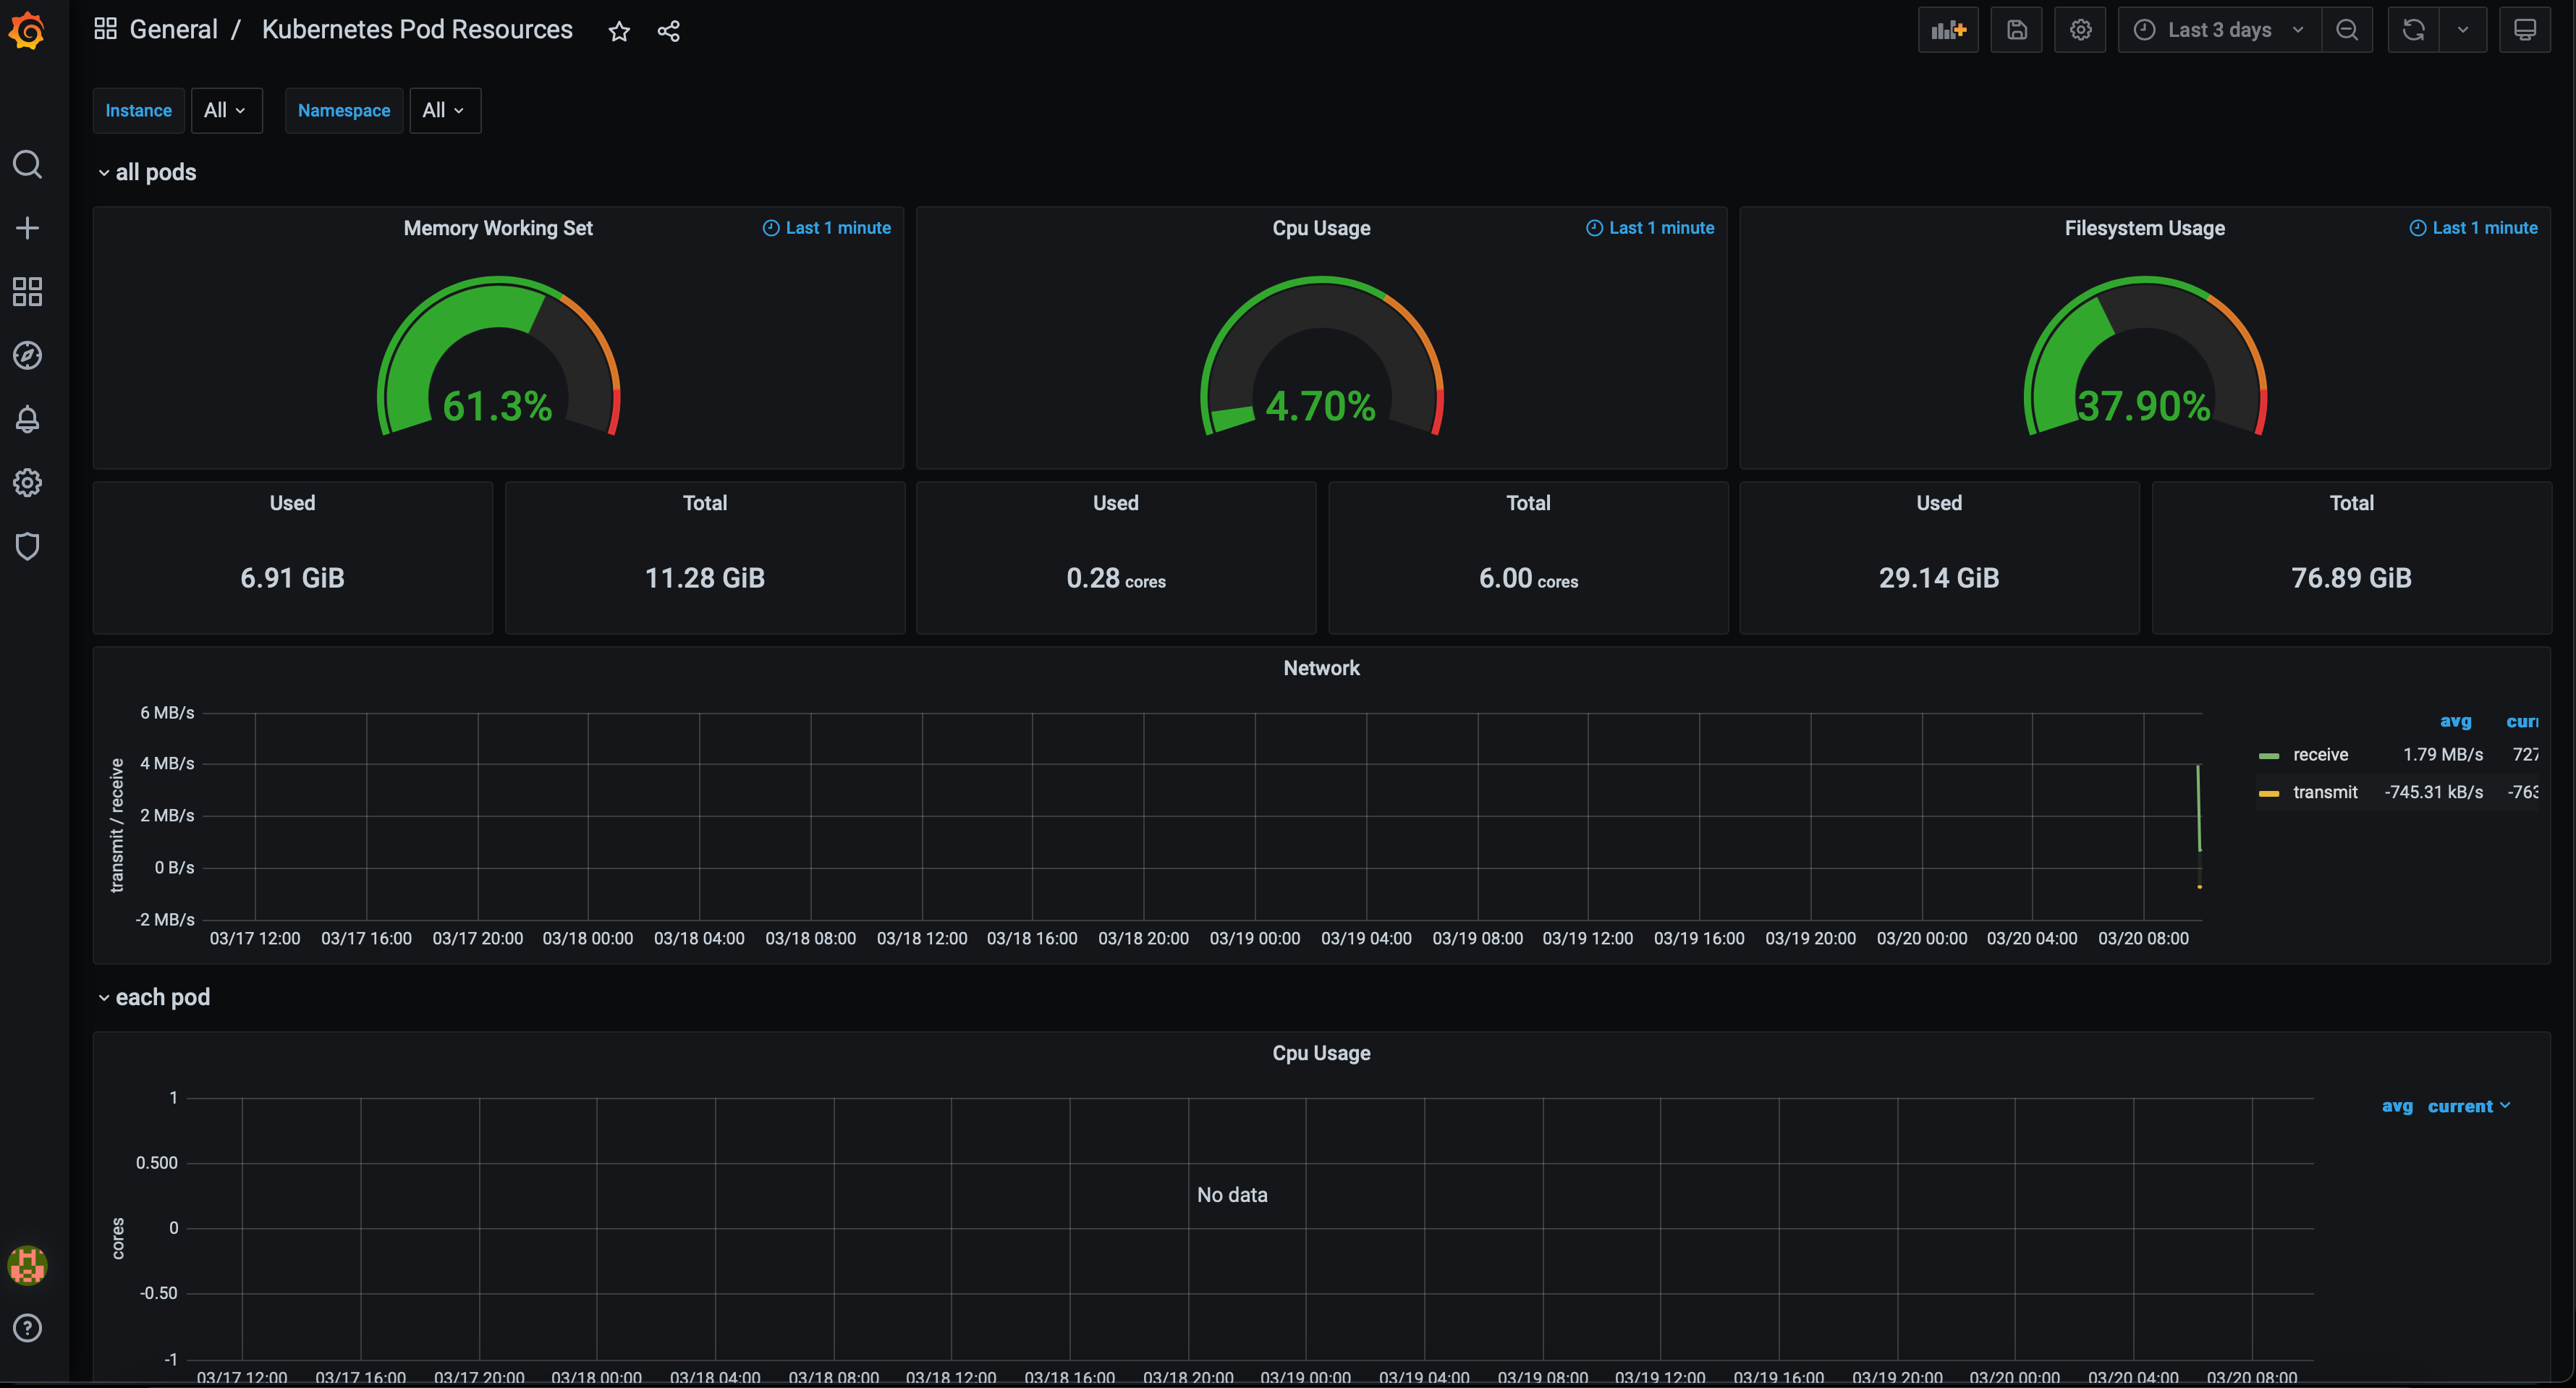 General / Kubernetes Pod Resources
Last 3 days
Instance All Namespace All
all pods
Memory Working Set Last 1 minute
61.3%
Cpu Usage Last 1 minute
4.70%
Filesystem Usage Last 1 minute
37.90%
Used
6.91 GiB
Total
11.28 GiB
Used
0.28 cores
Total
6.00 cores
Used
29.14 GiB
Total
76.89 GiB
Network
transmit / receive
6 MB/s
4 MB/s
2 MB/s
0 B/s
-2 MB/s
03/17 12:00 03/17 16:00 03/17 20:00 03/18 00:00 03/18 04:00 03/18 08:00 03/18 12:00 03/18 16:00 03/18 20:00 03/19 00:00 03/19 04:00 03/19 08:00 03/19 12:00 03/19 16:00 03/19 20:00 03/20 00:00 03/20 04:00 03/20 08:00
avg
receive 1.79 MB/s 727
transmit -745.31 kB/s -763
each pod
Cpu Usage
cores
1
0.500
0
-0.50
-1
No data
avg current
03/17 12:00 03/17 16:00 03/17 20:00 03/18 00:00 03/18 04:00 03/18 08:00 03/18 12:00 03/18 16:00 03/18 20:00 03/19 00:00 03/19 04:00 03/19 08:00 03/19 12:00 03/19 16:00 03/19 20:00 03/20 00:00 03/20 04:00 03/20 08:00